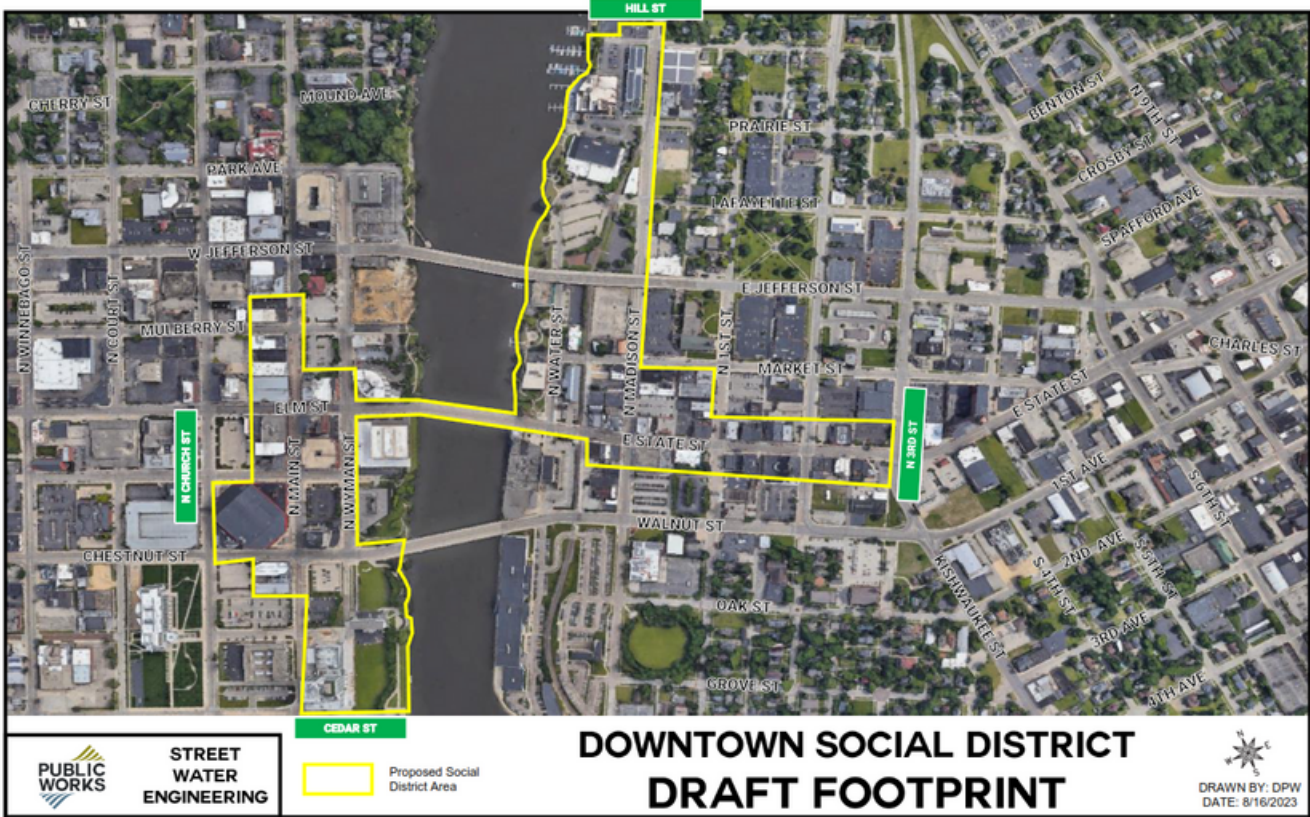 HILL ST
CHERRY ST
MOUND AVE
BENTON ST
N 9TH ST
PRAIRIE ST
CROSBY ST
PARK AVE
LAFAYETTE ST
SPAFFORD AVE
N WINNEBAGO ST
W JEFFERSON ST
N COURT ST
E JEFFERSON ST
MULBERRY ST
N WATER ST
N MADISON ST
N 1ST ST
CHARLES ST
MARKET ST
E STATE ST
ELM ST
N CHURCH ST
N MAIN ST
N WYMAN ST
E STATE ST
N 3RD ST
1ST AVE
S 6TH ST
WALNUT ST
CHESTNUT ST
2ND AVE
S 5TH ST
KISHWAUKEE ST
S 4TH ST
OAK ST
3RD AVE
GROVE ST
4TH AVE
CEDAR ST
PUBLIC
WORKS
STREET
WATER
ENGINEERING
Proposed Social
District Area
DOWNTOWN SOCIAL DISTRICT
DRAFT FOOTPRINT
N
E
S
W
DRAWN BY: DPW
DATE: 8/16/2023